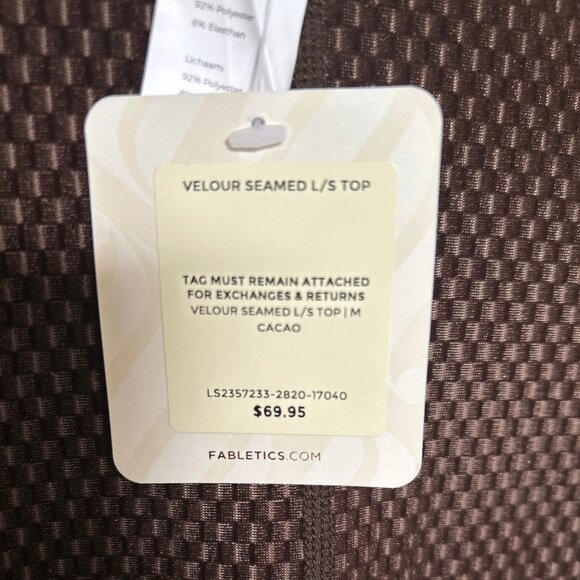 92% Polyester
8% Elasthan
Lichaam:
92% Polyester
VELOUR SEAMED L/S TOP
TAG MUST REMAIN ATTACHED
FOR EXCHANGES & RETURNS
VELOUR SEAMED L/S TOP | M
CACAO
LS2357233-2820-17040
$69.95
FABLETICS.COM